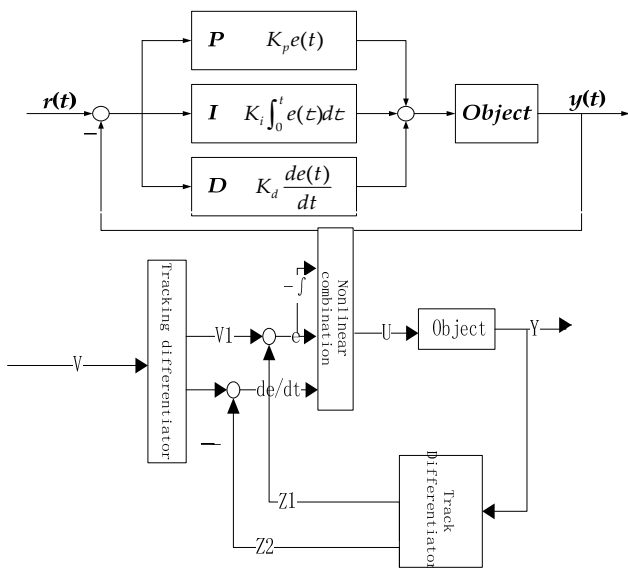 P K_p e(t)
r(t)
I K_i ∫_0^t e(t)dt
Object
y(t)
−
D K_d de(t)/dt
Tracking differentiator
Nonlinear combination
−∫
V1
e
U
Object
Y
V
de/dt
−
Track Differentiator
Z1
Z2